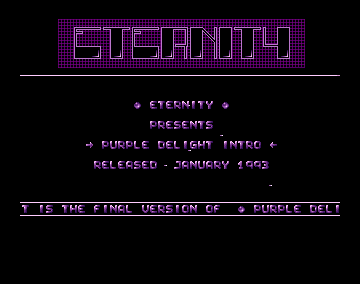 ETERNITY
ETERNITY
PRESENTS
→ PURPLE DELIGHT INTRO ←
RELEASED - JANUARY 1993
T IS THE FINAL VERSION OF PURPLE DELI